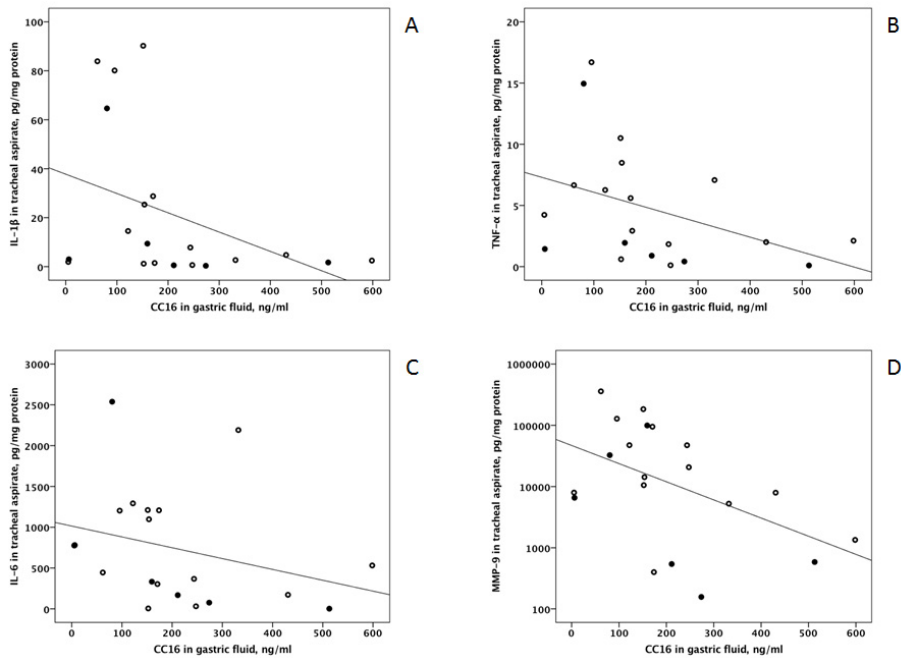 A
IL-1β in tracheal aspirate, pg/mg protein
100
80
60
40
20
0
0 100 200 300 400 500 600
CC16 in gastric fluid, ng/ml
B
TNF-α in tracheal aspirate, pg/mg protein
20
15
10
5
0
0 100 200 300 400 500 600
CC16 in gastric fluid, ng/ml
C
IL-6 in tracheal aspirate, pg/mg protein
3000
2500
2000
1500
1000
500
0
0 100 200 300 400 500 600
CC16 in gastric fluid, ng/ml
D
MMP-9 in tracheal aspirate, pg/mg protein
1000000
100000
10000
1000
100
0 100 200 300 400 500 600
CC16 in gastric fluid, ng/ml